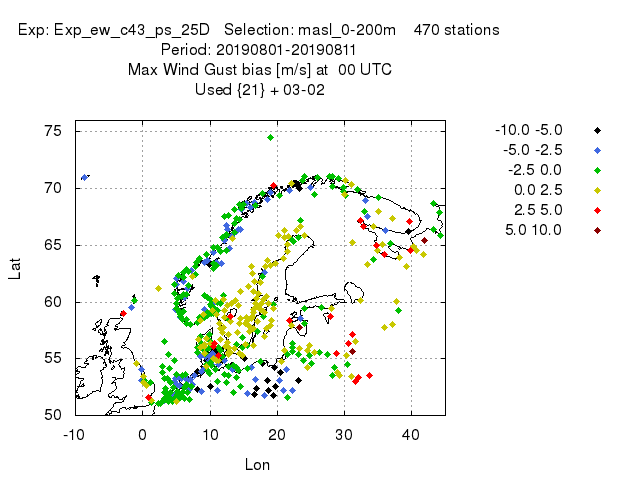 Exp: Exp_ew_c43_ps_25D Selection: masl_0-200m 470 stations
Period: 20190801-20190811
Max Wind Gust bias [m/s] at 00 UTC
Used {21} + 03-02
-10.0 -5.0
-5.0 -2.5
-2.5 0.0
0.0 2.5
2.5 5.0
5.0 10.0
Lat
75
70
65
60
55
50
-10 0 10 20 30 40
Lon